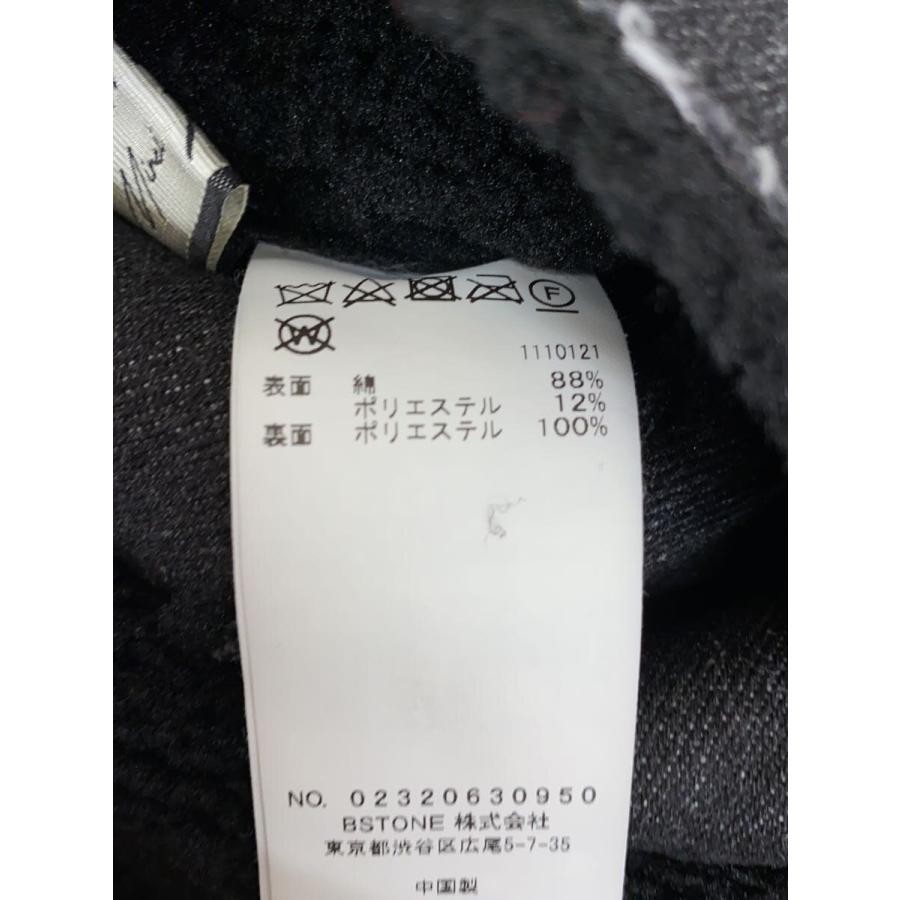 F
W
1110121
表面 綿 88%
ポリエステル 12%
裏面 ポリエステル 100%
NO. 02320630950
BSTONE 株式会社
東京都渋谷区広尾5-7-35
中国製